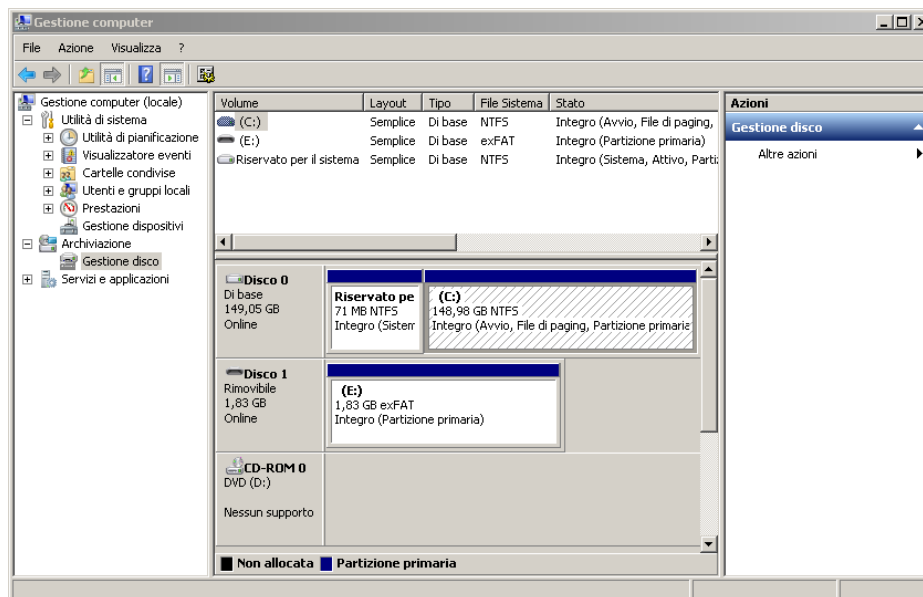 Gestione computer
File Azione Visualizza ?
Gestione computer (locale)
Utilità di sistema
Utilità di pianificazione
Visualizzatore eventi
Cartelle condivise
Utenti e gruppi locali
Prestazioni
Gestione dispositivi
Archiviazione
Gestione disco
Servizi e applicazioni
Volume Layout Tipo File Sistema Stato
(C:) Semplice Di base NTFS Integro (Avvio, File di paging,
(E:) Semplice Di base exFAT Integro (Partizione primaria)
Riservato per il sistema Semplice Di base NTFS Integro (Sistema, Attivo, Parti
Disco 0
Di base
149,05 GB
Online
Riservato pe
71 MB NTFS
Integro (Sistem
(C:)
148,98 GB NTFS
Integro (Avvio, File di paging, Partizione primaria
Disco 1
Rimovibile
1,83 GB
Online
(E:)
1,83 GB exFAT
Integro (Partizione primaria)
CD-ROM 0
DVD (D:)
Nessun supporto
Non allocata Partizione primaria
Azioni
Gestione disco
Altre azioni